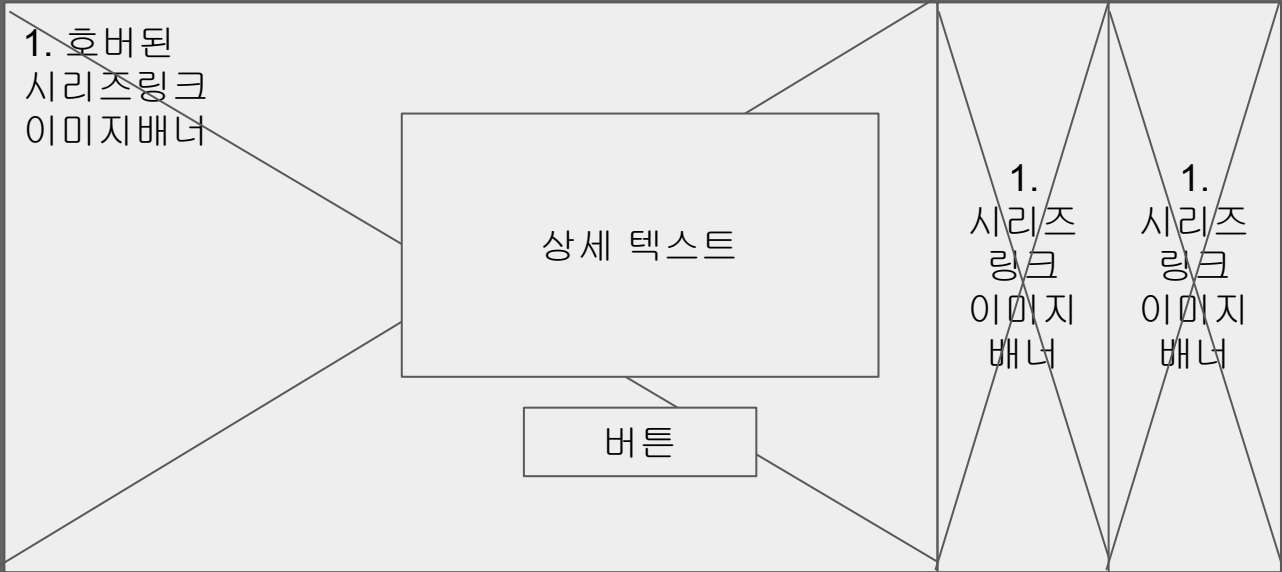 1. 호버된
시리즈링크
이미지배너
상세 텍스트
버튼
1.
시리즈
링크
이미지
배너
1.
시리즈
링크
이미지
배너